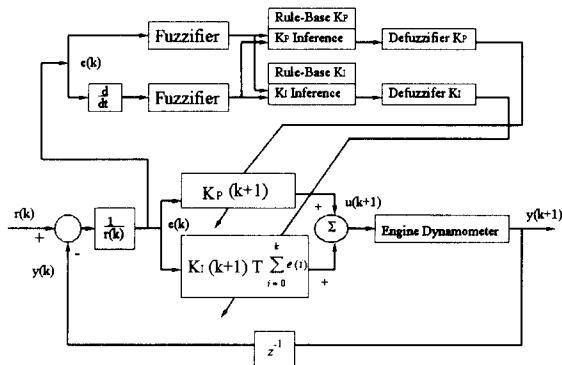 Rule-Base KP
Fuzzifier
KP Inference
Defuzzifier KP
e(k)
Rule-Base KI
d
dt
Fuzzifier
KI Inference
Defuzzifer KI
KP (k+1)
r(k)
+
-
1
r(k)
e(k)
+
Σ
u(k+1)
Engine Dynamometer
y(k+1)
y(k)
KI (k+1) T
k
Σ
i = 0
e(i)
+
z-1